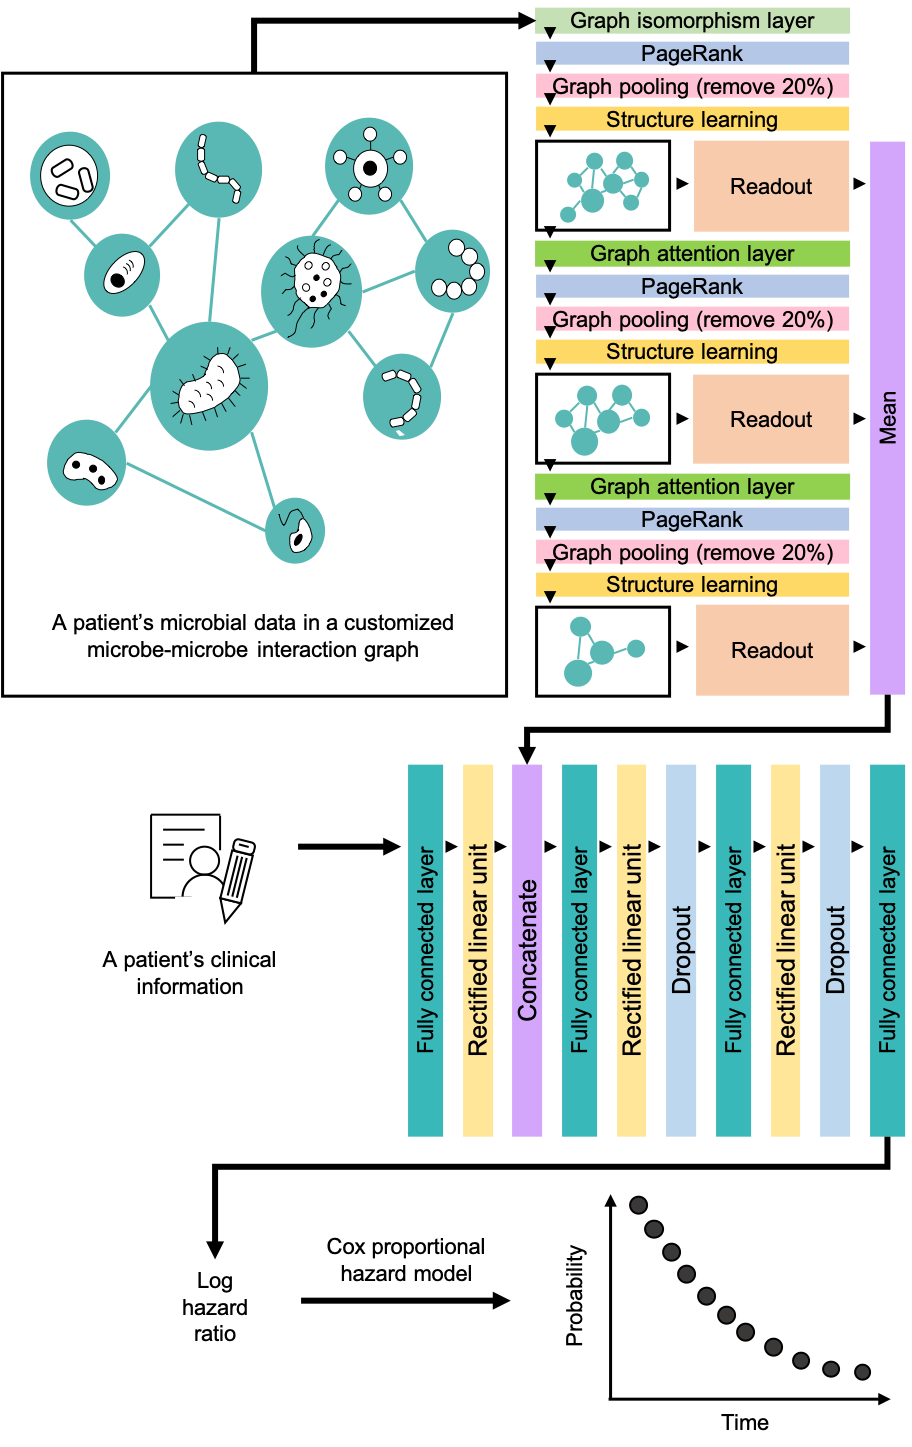 Graph isomorphism layer
PageRank
Graph pooling (remove 20%)
Structure learning
Readout
Graph attention layer
PageRank
Graph pooling (remove 20%)
Structure learning
Readout
Graph attention layer
PageRank
Graph pooling (remove 20%)
Structure learning
Readout
Mean
A patient's microbial data in a customized
microbe-microbe interaction graph
A patient's clinical
information
Fully connected layer
Rectified linear unit
Concatenate
Fully connected layer
Rectified linear unit
Dropout
Fully connected layer
Rectified linear unit
Dropout
Fully connected layer
Log
hazard
ratio
Cox proportional
hazard model
Probability
Time